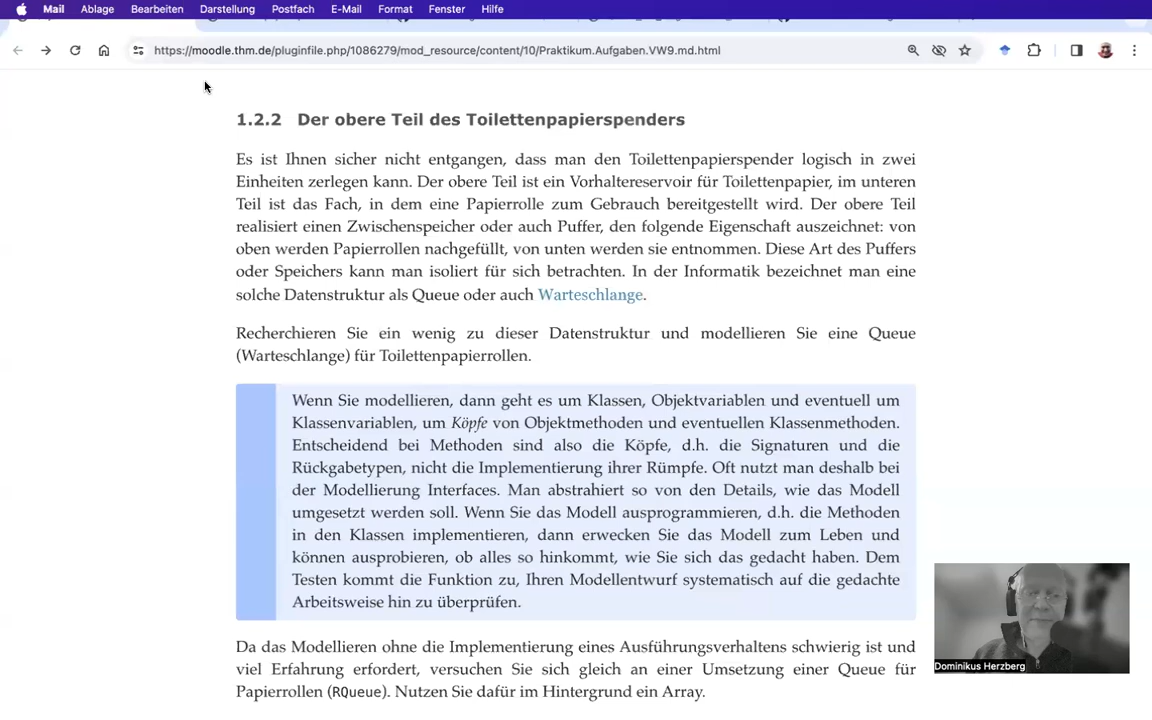 Mail Ablage Bearbeiten Darstellung Postfach E-Mail Format Fenster Hilfe
https://moodle.thm.de/pluginfile.php/1086279/mod_resource/content/10/Praktikum.Aufgaben.VW9.md.html
1.2.2 Der obere Teil des Toilettenpapierspenders
Es ist Ihnen sicher nicht entgangen, dass man den Toilettenpapierspender logisch in zwei
Einheiten zerlegen kann. Der obere Teil ist ein Vorhaltereservoir für Toilettenpapier, im unteren
Teil ist das Fach, in dem eine Papierrolle zum Gebrauch bereitgestellt wird. Der obere Teil
realisiert einen Zwischenspeicher oder auch Puffer, den folgende Eigenschaft auszeichnet: von
oben werden Papierrollen nachgefüllt, von unten werden sie entnommen. Diese Art des Puffers
oder Speichers kann man isoliert für sich betrachten. In der Informatik bezeichnet man eine
solche Datenstruktur als Queue oder auch Warteschlange.
Recherchieren Sie ein wenig zu dieser Datenstruktur und modellieren Sie eine Queue
(Warteschlange) für Toilettenpapierrollen.
Wenn Sie modellieren, dann geht es um Klassen, Objektvariablen und eventuell um
Klassenvariablen, um Köpfe von Objektmethoden und eventuellen Klassenmethoden.
Entscheidend bei Methoden sind also die Köpfe, d.h. die Signaturen und die
Rückgabetypen, nicht die Implementierung ihrer Rümpfe. Oft nutzt man deshalb bei
der Modellierung Interfaces. Man abstrahiert so von den Details, wie das Modell
umgesetzt werden soll. Wenn Sie das Modell ausprogrammieren, d.h. die Methoden
in den Klassen implementieren, dann erwecken Sie das Modell zum Leben und
können ausprobieren, ob alles so hinkommt, wie Sie sich das gedacht haben. Dem
Testen kommt die Funktion zu, Ihren Modellentwurf systematisch auf die gedachte
Arbeitsweise hin zu überprüfen.
Dominikus Herzberg
Da das Modellieren ohne die Implementierung eines Ausführungsverhaltens schwierig ist und
viel Erfahrung erfordert, versuchen Sie sich gleich an einer Umsetzung einer Queue für
Papierrollen (RQueue). Nutzen Sie dafür im Hintergrund ein Array.